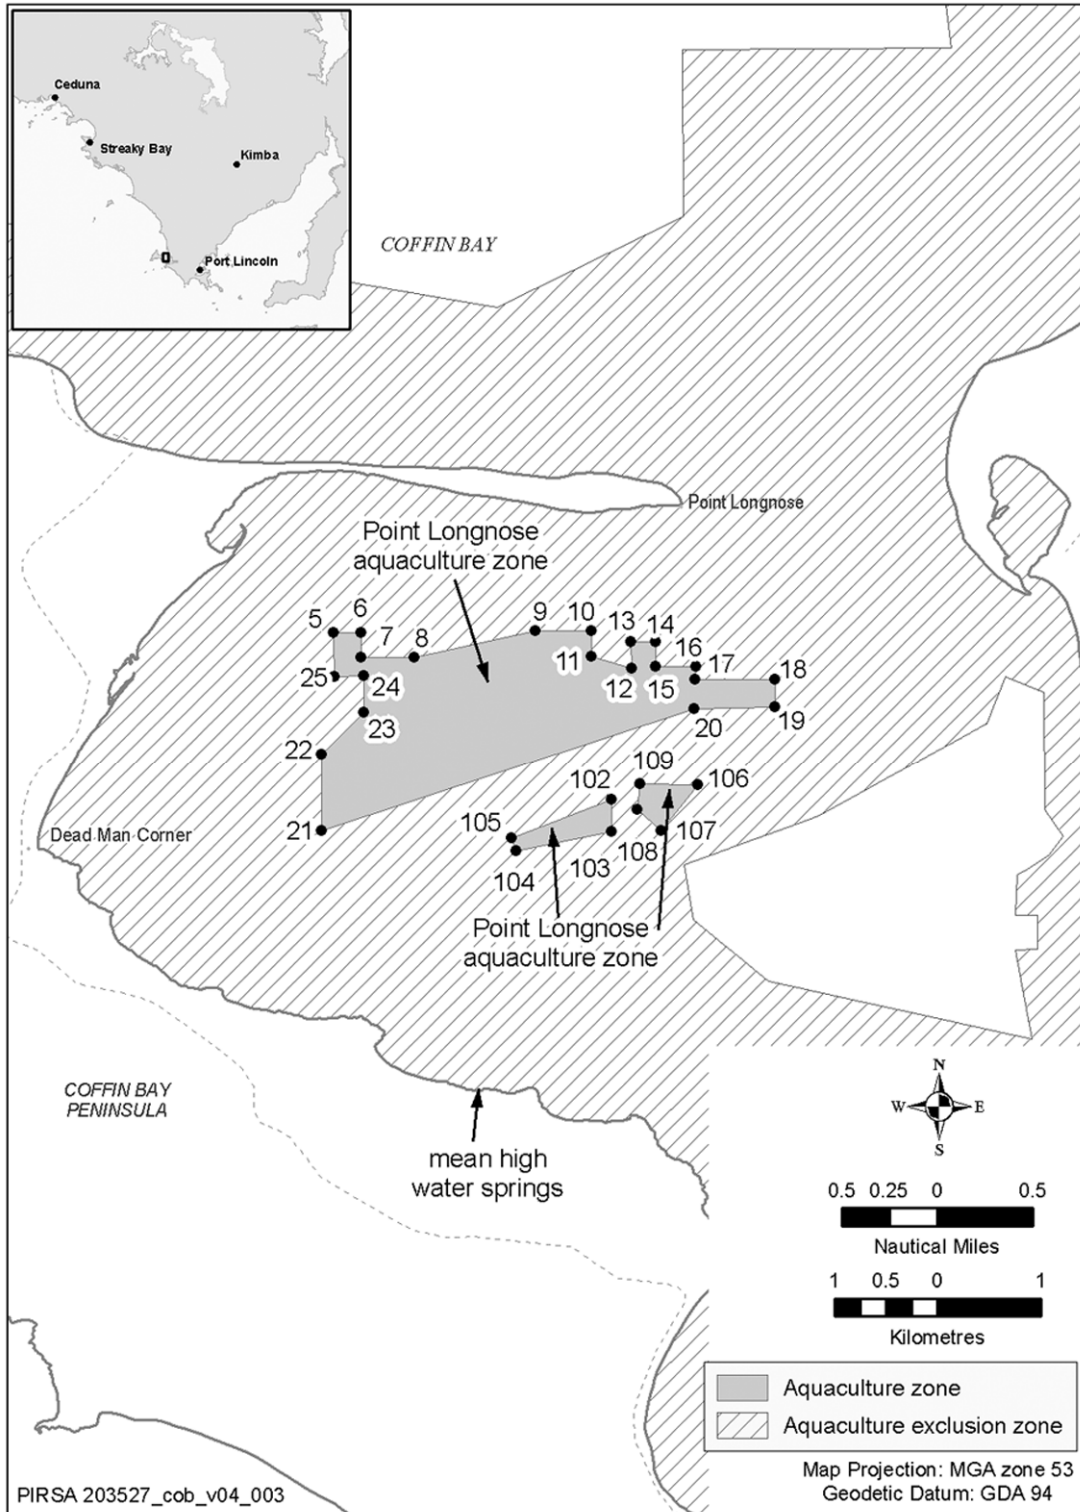 Ceduna
Streaky Bay
Kimba
Port Lincoln
COFFIN BAY
Point Longnose
Point Longnose
aquaculture zone
5
6
7
8
9
10
13
14
11
12
15
16
17
18
25
24
23
22
20
19
21
Dead Man Corner
109
106
102
105
104
103
108
107
Point Longnose
aquaculture zone
COFFIN BAY
PENINSULA
mean high
water springs
N
W
E
S
0.5 0.25 0 0.5
Nautical Miles
1 0.5 0 1
Kilometres
Aquaculture zone
Aquaculture exclusion zone
Map Projection: MGA zone 53
Geodetic Datum: GDA 94
PIRSA 203527_cob_v04_003